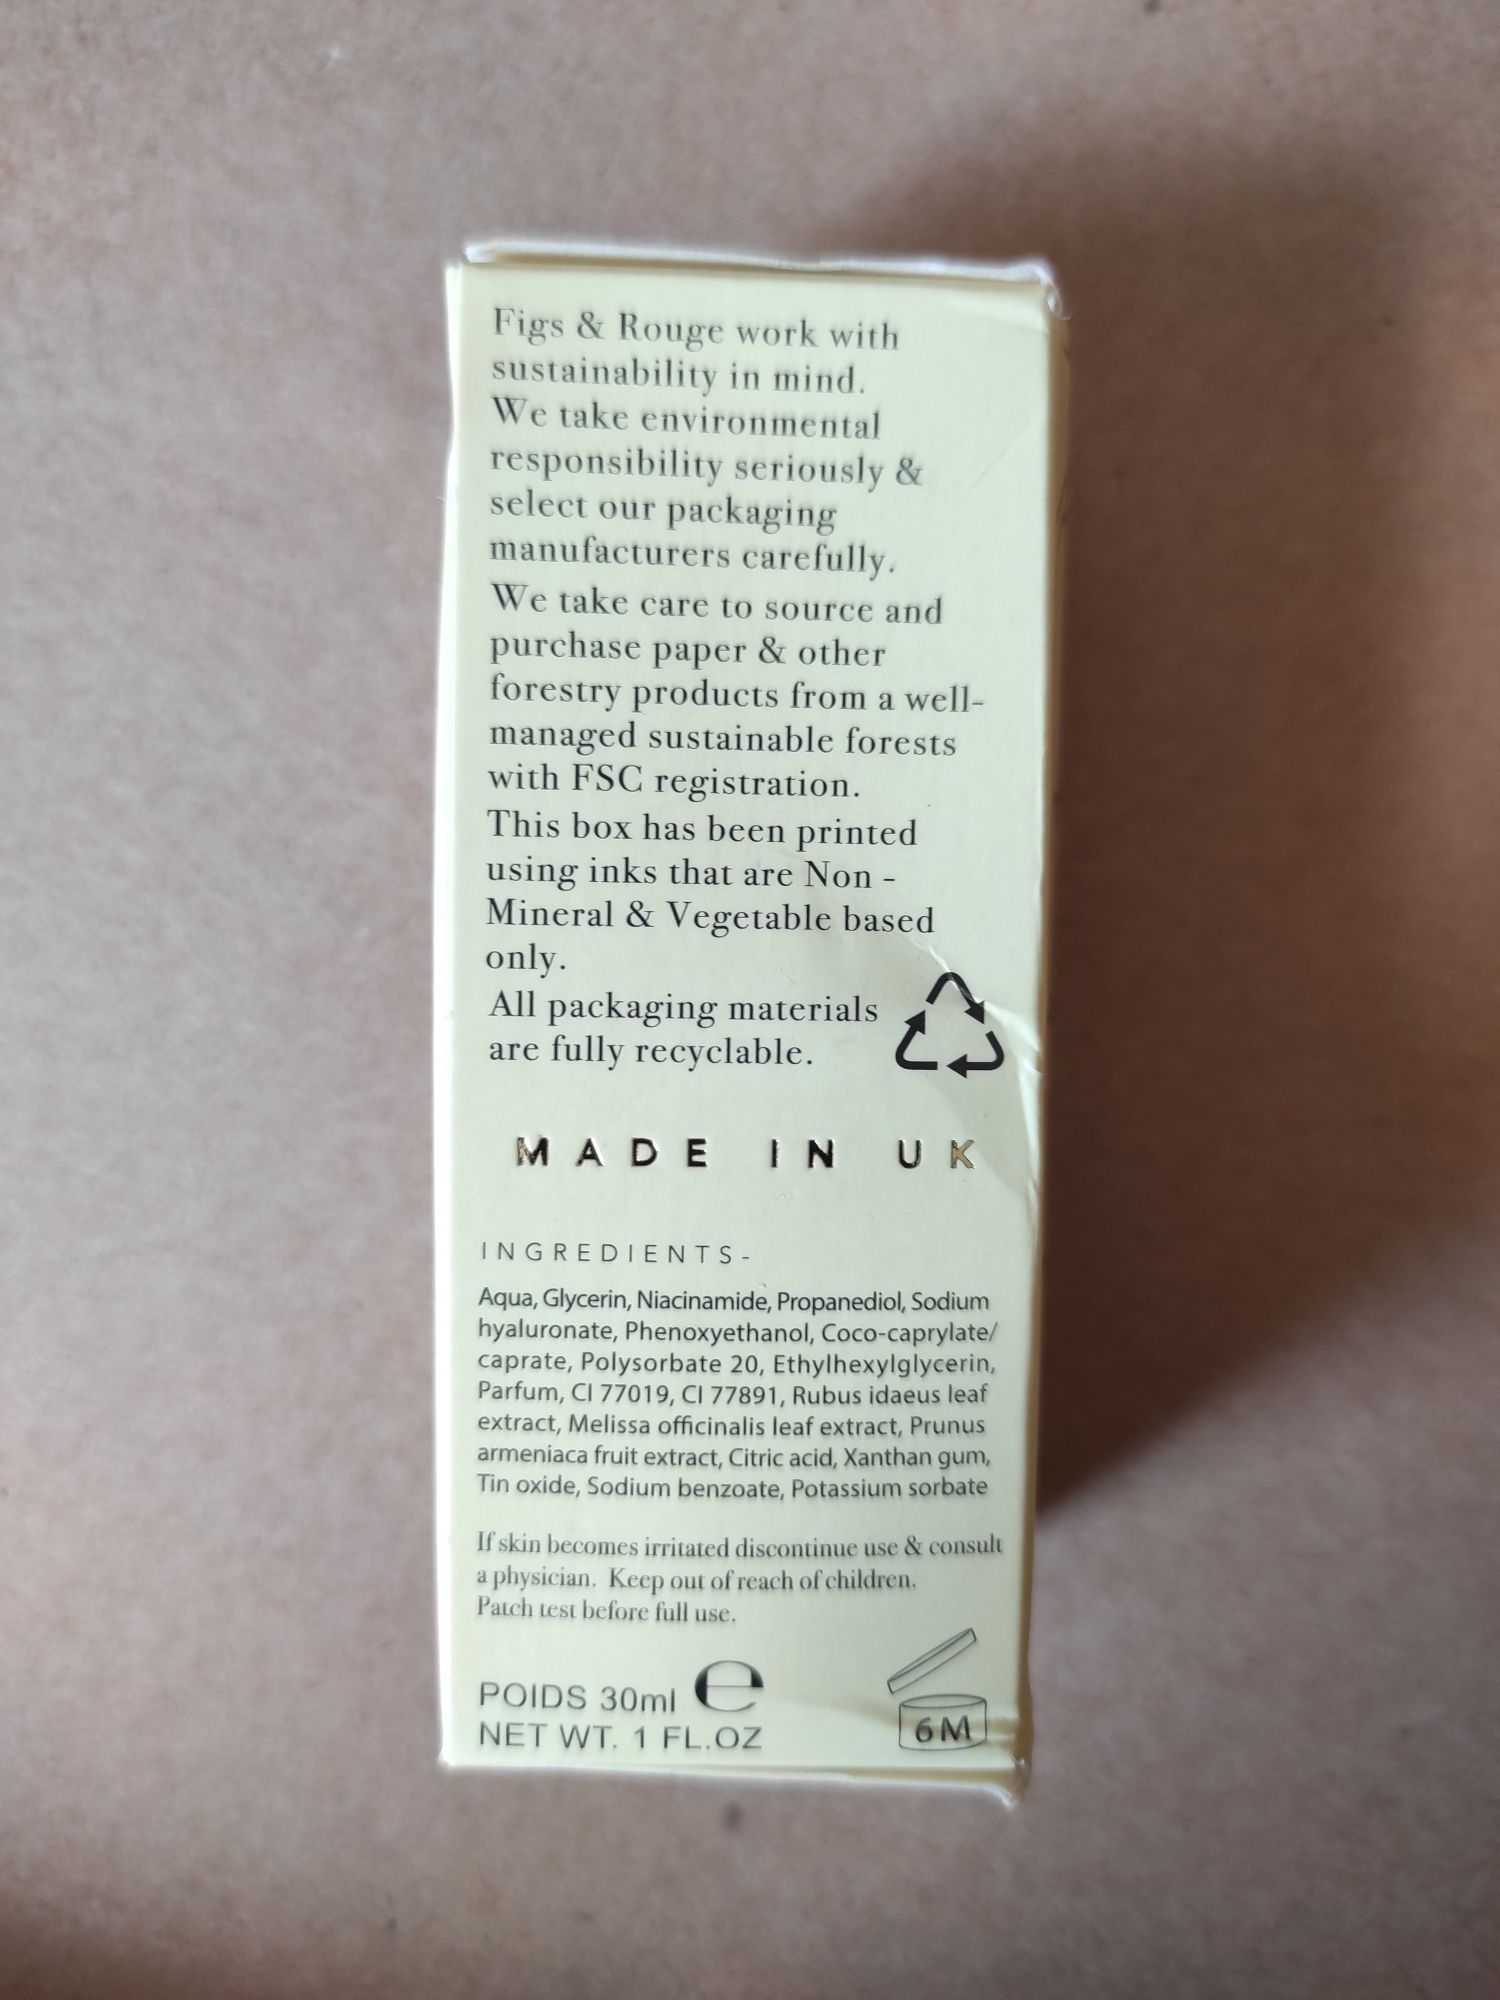 Figs & Rouge work with
sustainability in mind.
We take environmental
responsibility seriously &
select our packaging
manufacturers carefully.
We take care to source and
purchase paper & other
forestry products from a well-
managed sustainable forests
with FSC registration.
This box has been printed
using inks that are Non -
Mineral & Vegetable based
only.
All packaging materials
are fully recyclable.
MADE IN UK
INGREDIENTS-
Aqua, Glycerin, Niacinamide, Propanediol, Sodium
hyaluronate, Phenoxyethanol, Coco-caprylate/
caprate, Polysorbate 20, Ethylhexylglycerin,
Parfum, CI 77019, CI 77891, Rubus idaeus leaf
extract, Melissa officinalis leaf extract, Prunus
armeniaca fruit extract, Citric acid, Xanthan gum,
Tin oxide, Sodium benzoate, Potassium sorbate
If skin becomes irritated discontinue use & consult
a physician. Keep out of reach of children.
Patch test before full use.
POIDS 30ml e
NET WT. 1 FL.OZ
6M